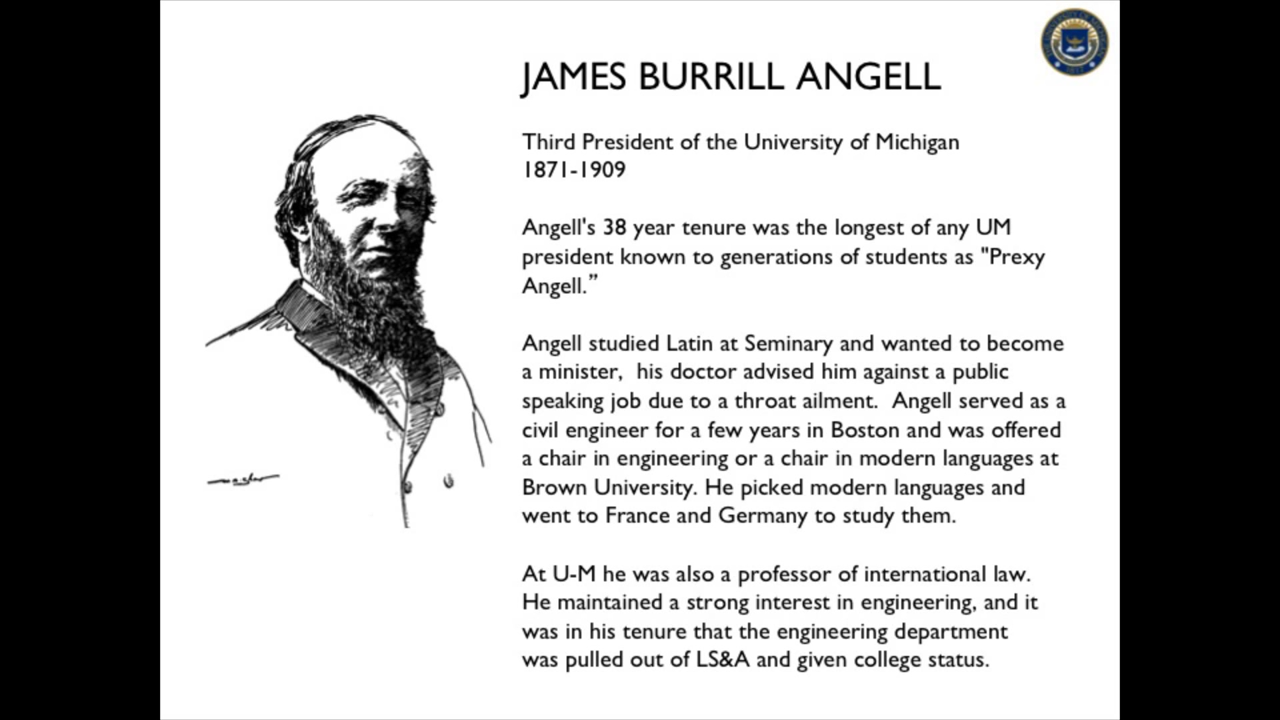 JAMES BURRILL ANGELL
Third President of the University of Michigan
1871-1909
Angell's 38 year tenure was the longest of any UM
president known to generations of students as "Prexy
Angell.”
Angell studied Latin at Seminary and wanted to become
a minister,  his doctor advised him against a public
speaking job due to a throat ailment.  Angell served as a
civil engineer for a few years in Boston and was offered
a chair in engineering or a chair in modern languages at
Brown University. He picked modern languages and
went to France and Germany to study them.
At U-M he was also a professor of international law.
He maintained a strong interest in engineering, and it
was in his tenure that the engineering department
was pulled out of LS&A and given college status.